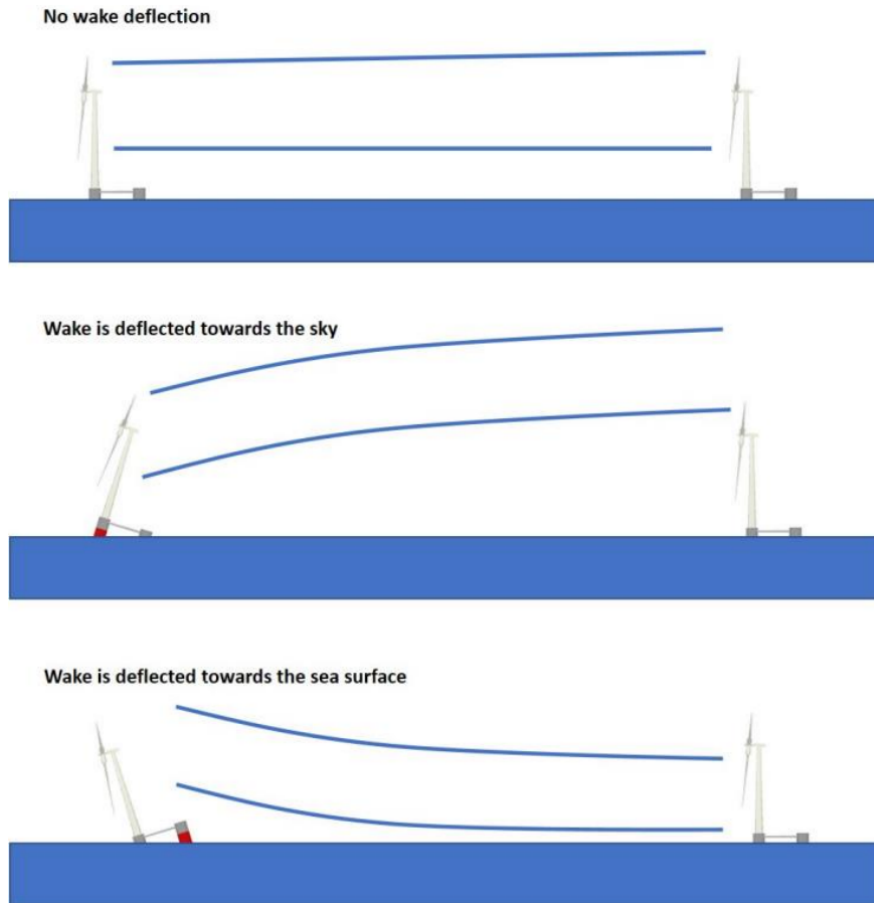 No wake deflection
Wake is deflected towards the sky
Wake is deflected towards the sea surface